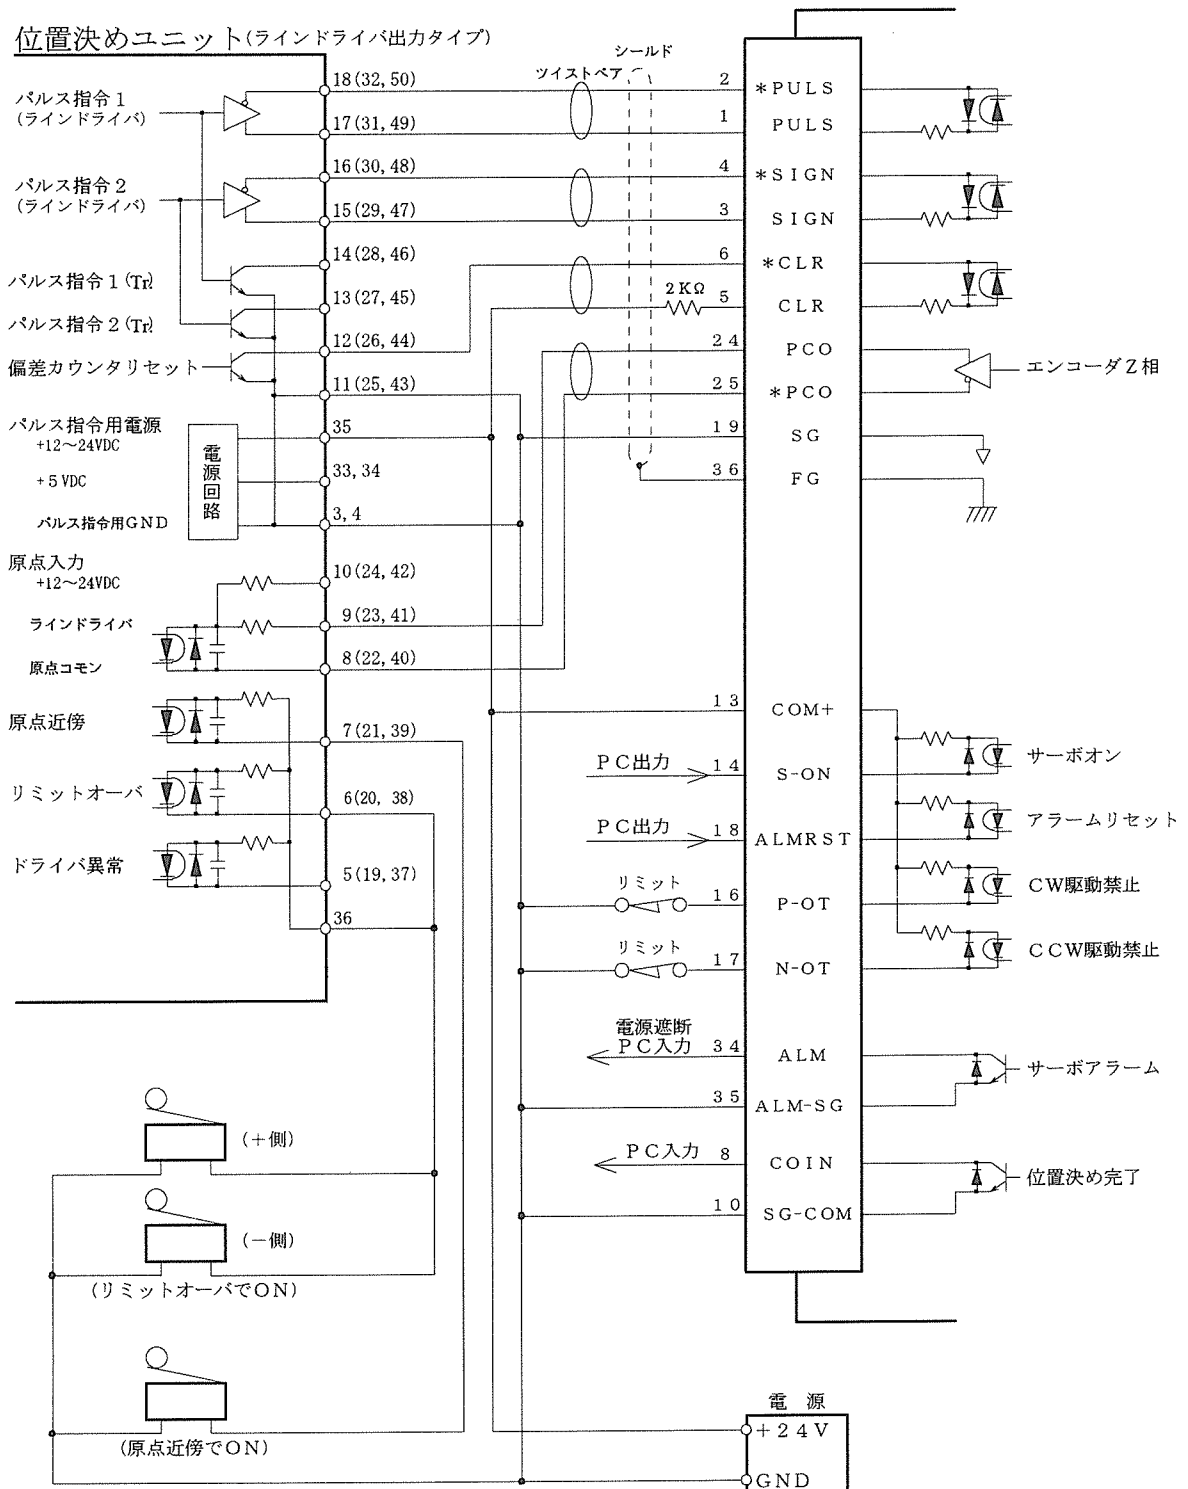 位置決めユニット(ラインドライバ出力タイプ)
シールド
ツイストペア
パルス指令1
(ラインドライバ)
18(32, 50)
17(31, 49)
2
*PULS
1
PULS
パルス指令2
(ラインドライバ)
16(30, 48)
15(29, 47)
4
*SIGN
3
SIGN
パルス指令1(Tr)
14(28, 46)
6
*CLR
パルス指令2(Tr)
13(27, 45)
2KΩ
5
CLR
偏差カウンタリセット
12(26, 44)
11(25, 43)
24
PCO
25
*PCO
エンコーダZ相
パルス指令用電源
+12～24VDC
35
19
SG
+5VDC
33, 34
36
FG
パルス指令用GND
3, 4
電源回路
原点入力
+12～24VDC
10(24, 42)
ラインドライバ
9(23, 41)
原点コモン
8(22, 40)
原点近傍
7(21, 39)
13
COM+
リミットオーバ
6(20, 38)
PC出力
14
S-ON
サーボオン
ドライバ異常
5(19, 37)
PC出力
18
ALMRST
アラームリセット
36
リミット
16
P-OT
CW駆動禁止
リミット
17
N-OT
CCW駆動禁止
電源遮断
PC入力
34
ALM
サーボアラーム
35
ALM-SG
(+側)
PC入力
8
COIN
位置決め完了
10
SG-COM
(-側)
(リミットオーバでON)
(原点近傍でON)
電源
+24V
GND